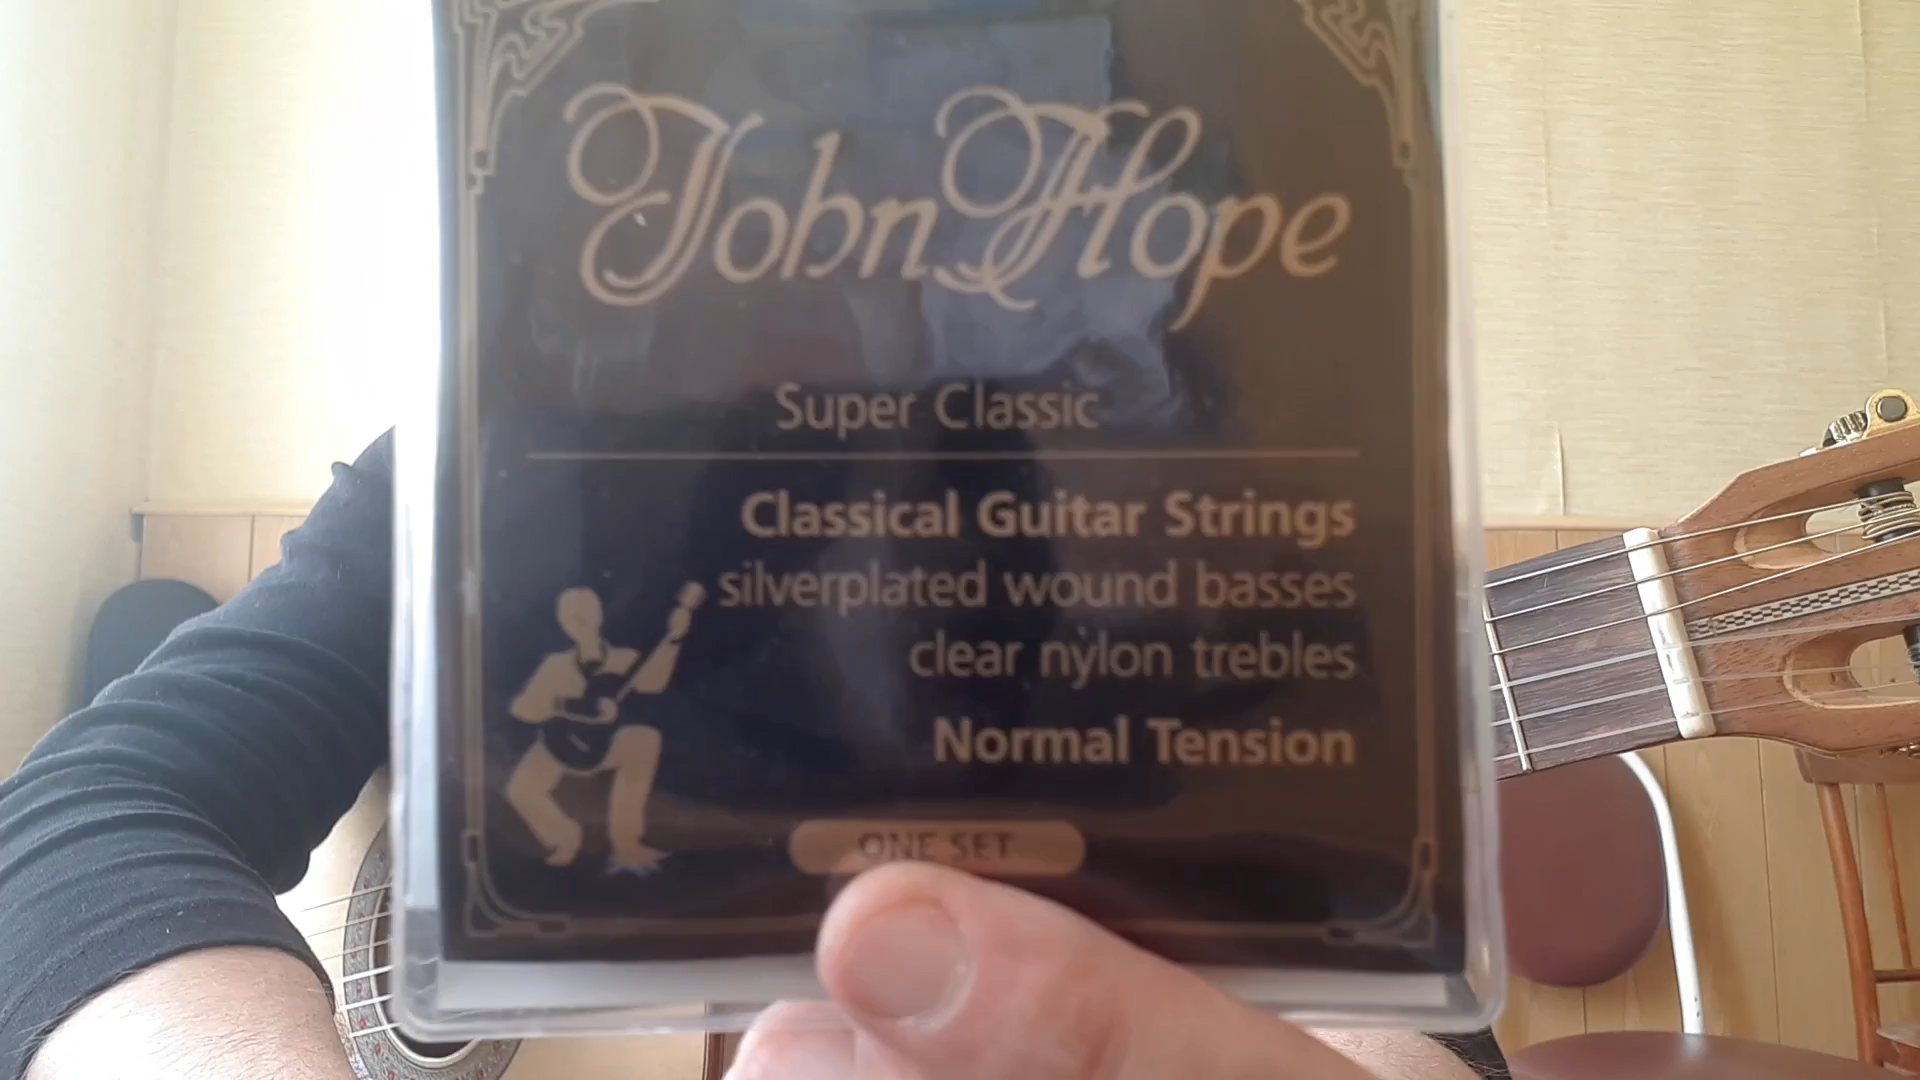 John Hope
Super Classic
Classical Guitar Strings
silverplated wound basses
clear nylon trebles
Normal Tension
ONE SET